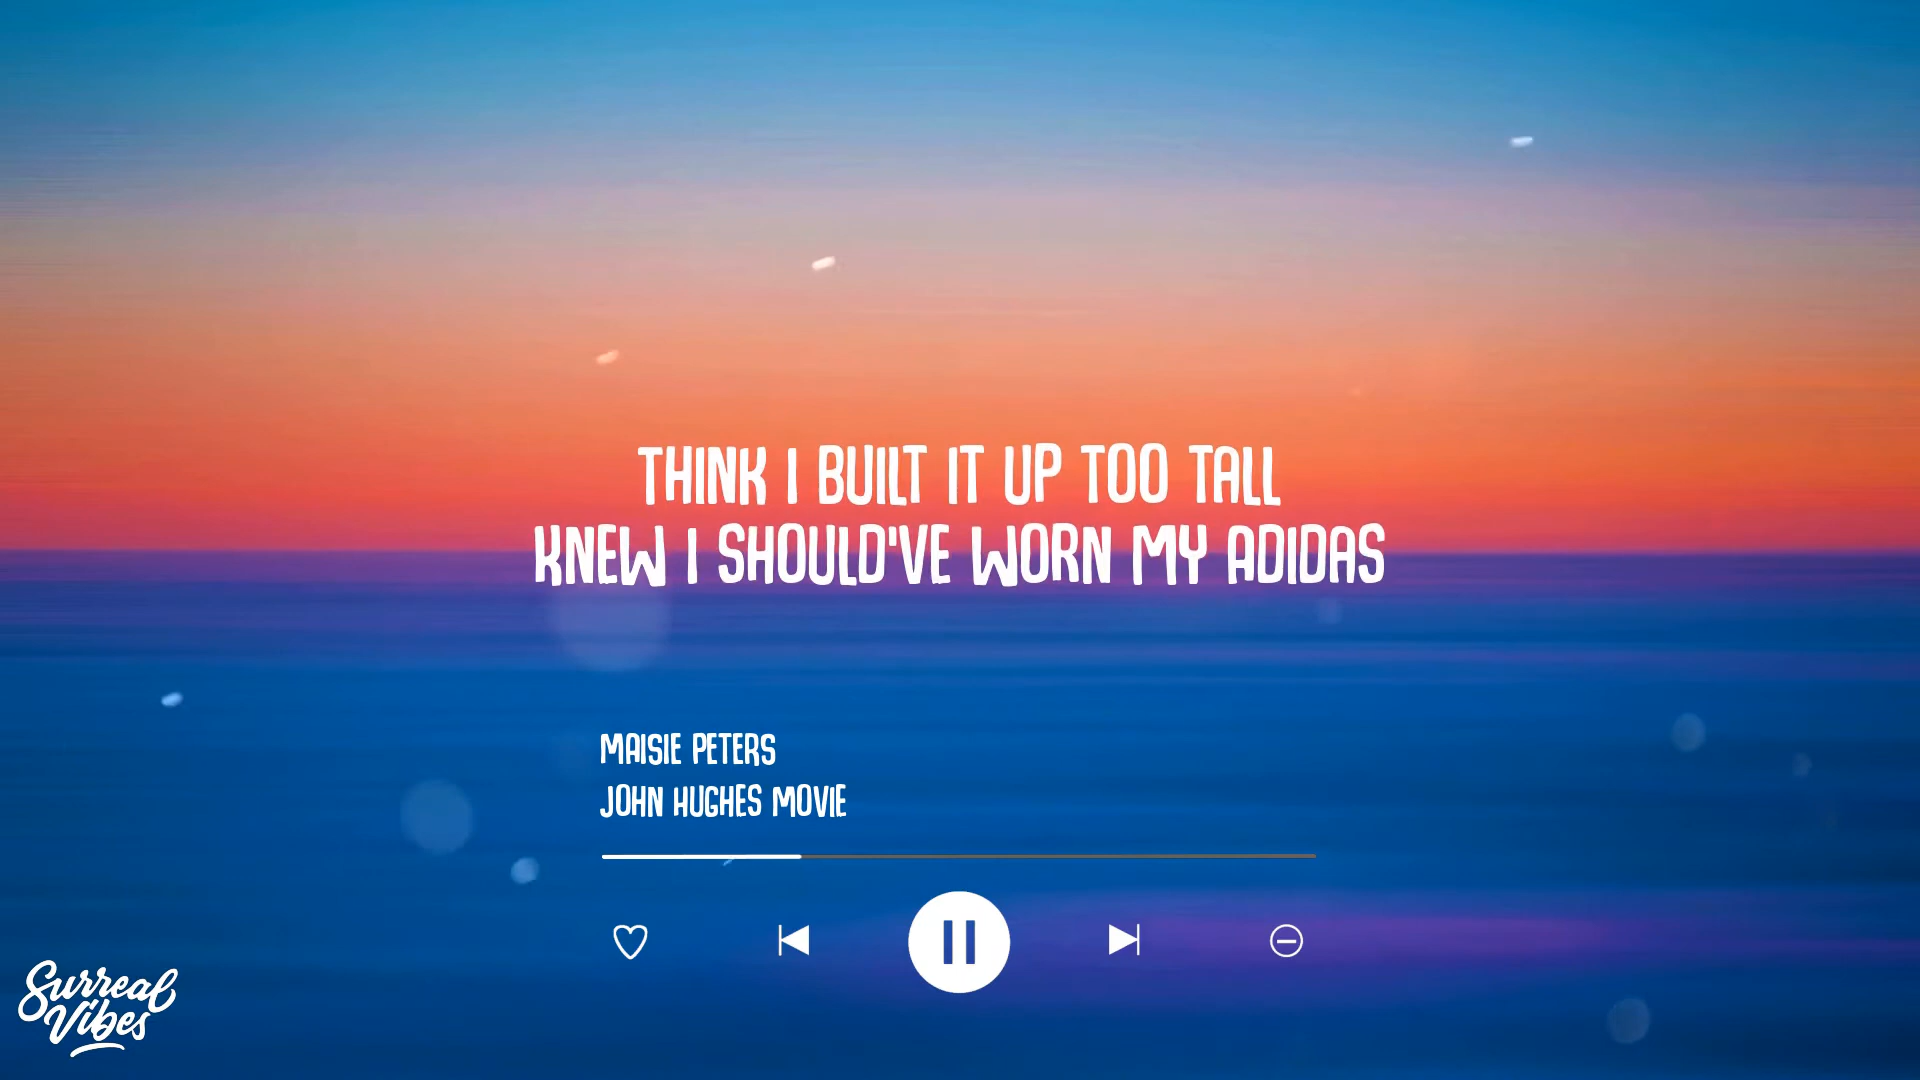 THINK I BUILT IT UP TOO TALL
KNEW I SHOULD'VE WORN MY ADIDAS
MAISIE PETERS
JOHN HUGHES MOVIE
Surreal
Vibes